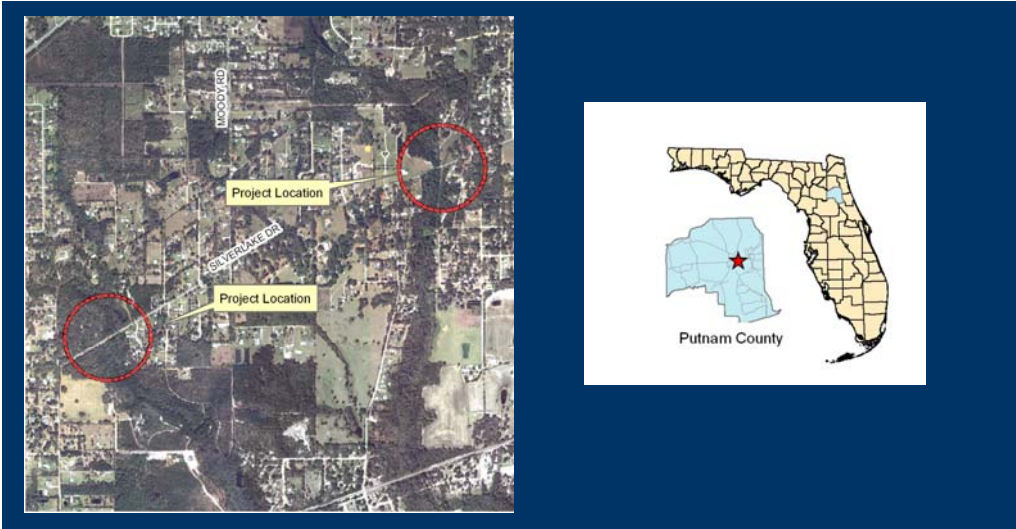 MOODY RD
Project Location
SILVERLAKE DR
Project Location
Putnam County